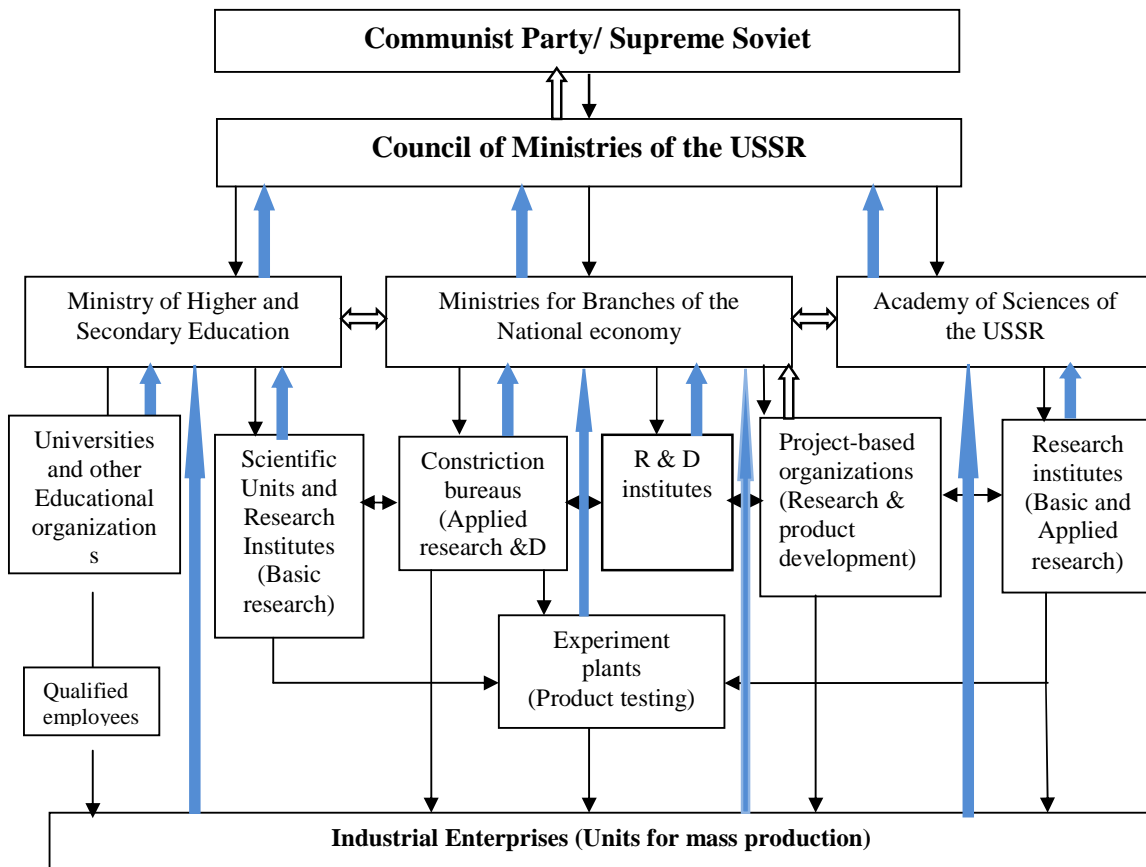 Communist Party/ Supreme Soviet
Council of Ministries of the USSR
Ministry of Higher and
Secondary Education
Ministries for Branches of the
National economy
Academy of Sciences of
the USSR
Universities
and other
Educational
organization
s
Scientific
Units and
Research
Institutes
(Basic
research)
Constriction
bureaus
(Applied
research &D
R & D
institutes
Project-based
organizations
(Research &
product
development)
Research
institutes
(Basic and
Applied
research)
Experiment
plants
(Product testing)
Qualified
employees
Industrial Enterprises (Units for mass production)